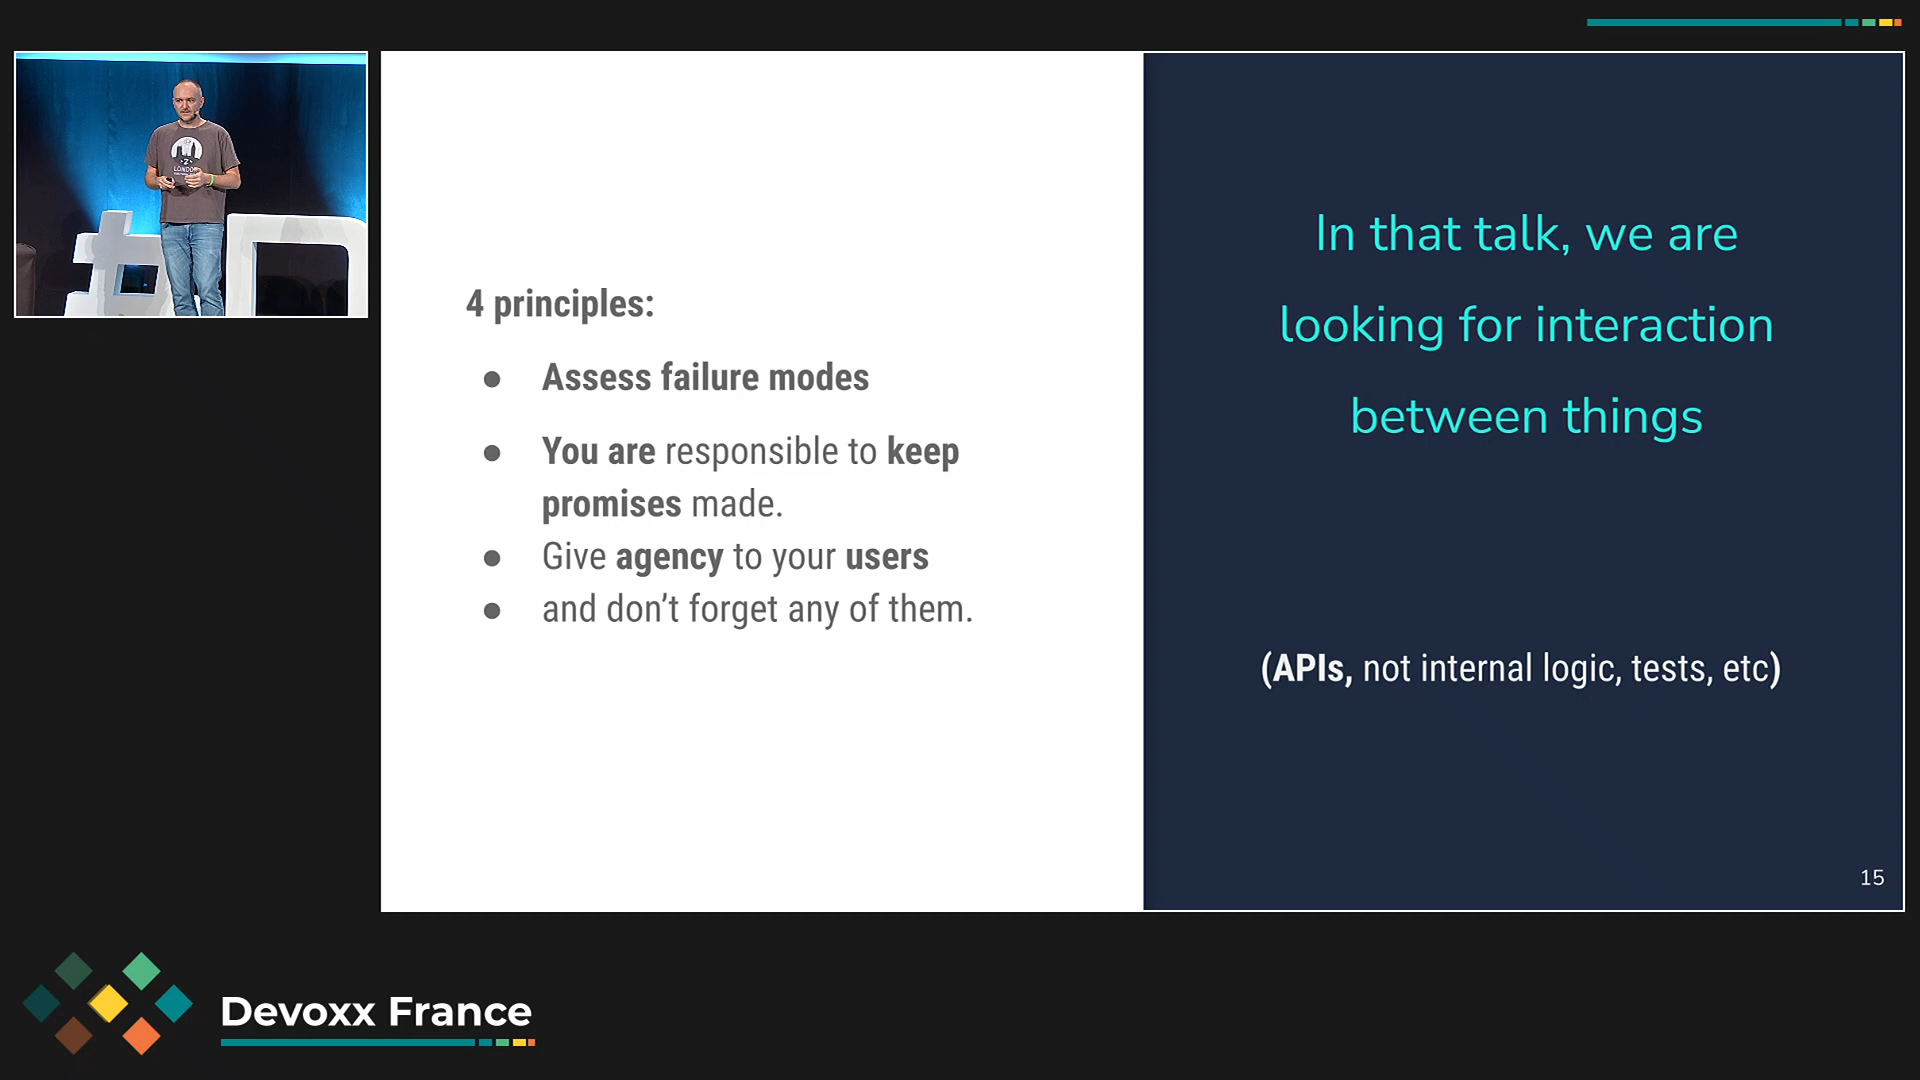 LONDON
4 principles:
● Assess failure modes
● You are responsible to keep
promises made.
● Give agency to your users
● and don’t forget any of them.
In that talk, we are
looking for interaction
between things
(APIs, not internal logic, tests, etc)
15
Devoxx France